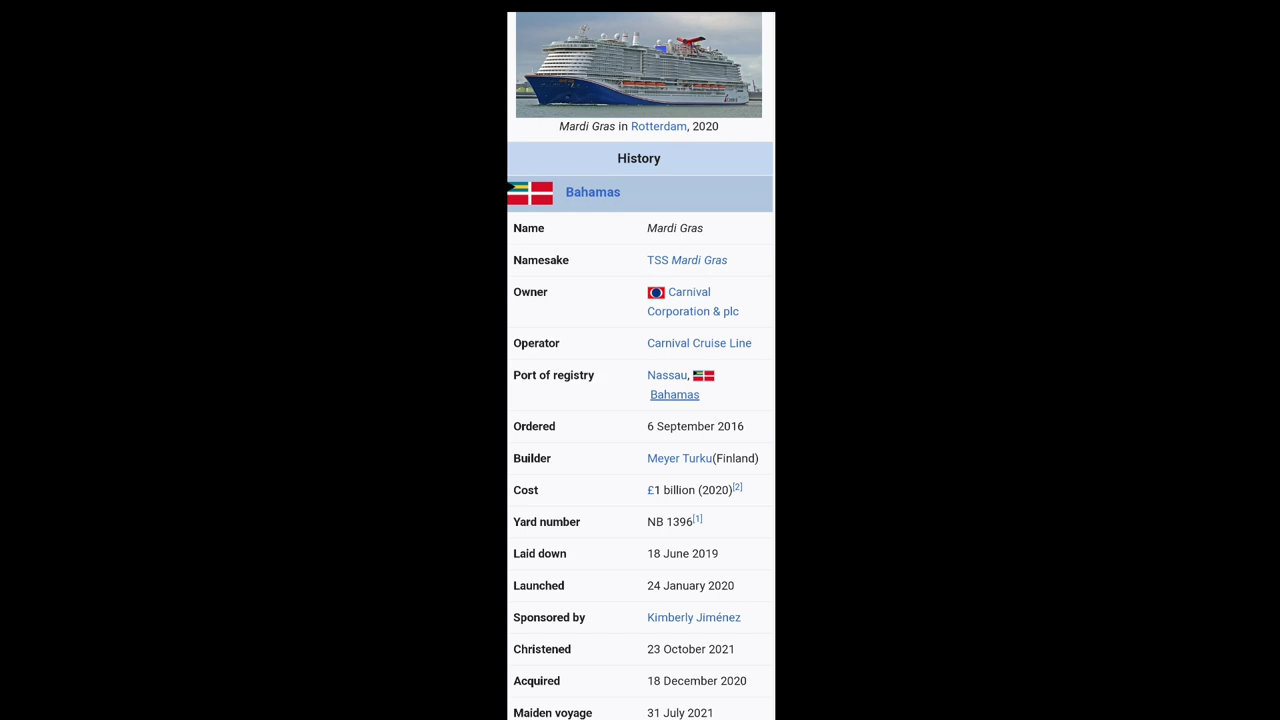 Mardi Gras in Rotterdam, 2020
History
Bahamas
Name Mardi Gras
Namesake TSS Mardi Gras
Owner Carnival
Corporation & plc
Operator Carnival Cruise Line
Port of registry Nassau,
Bahamas
Ordered 6 September 2016
Builder Meyer Turku(Finland)
Cost £1 billion (2020)[2]
Yard number NB 1396[1]
Laid down 18 June 2019
Launched 24 January 2020
Sponsored by Kimberly Jiménez
Christened 23 October 2021
Acquired 18 December 2020
Maiden voyage 31 July 2021